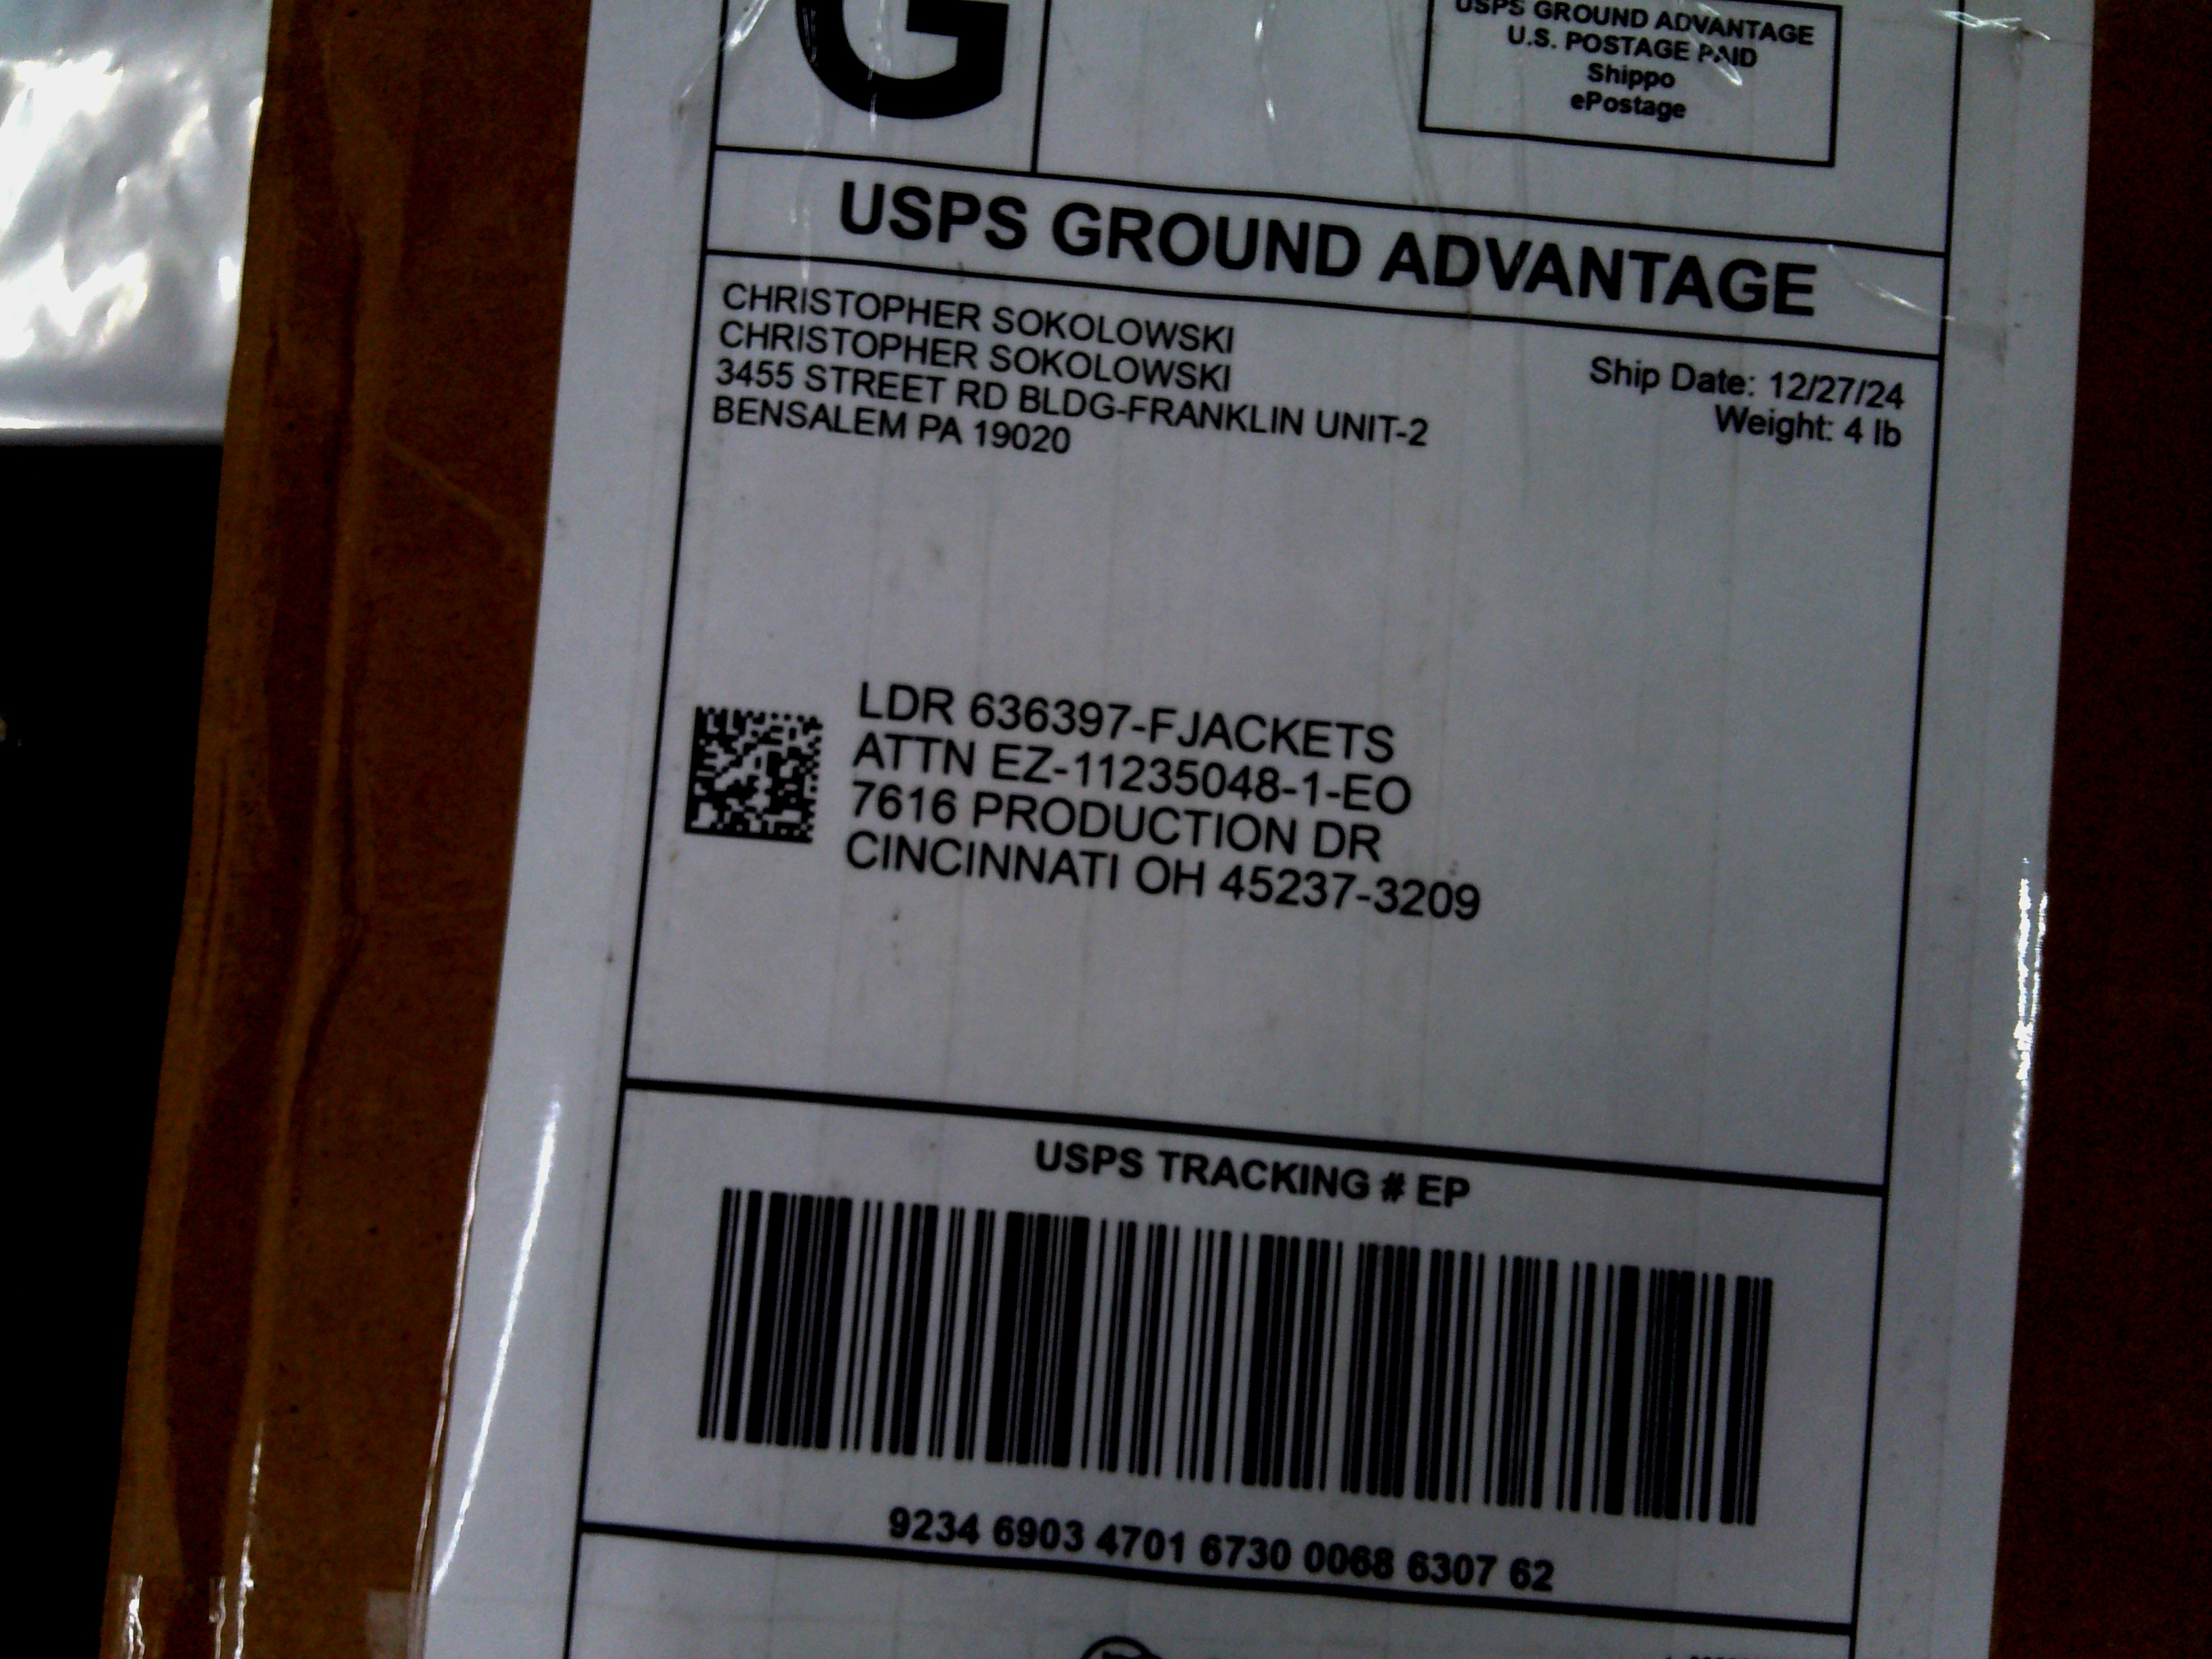 G
USPS GROUND ADVANTAGE
U.S. POSTAGE PAID
Shippo
ePostage
USPS GROUND ADVANTAGE
CHRISTOPHER SOKOLOWSKI
CHRISTOPHER SOKOLOWSKI
3455 STREET RD BLDG-FRANKLIN UNIT-2
BENSALEM PA 19020
Ship Date: 12/27/24
Weight: 4 lb
LDR 636397-FJACKETS
ATTN EZ-11235048-1-EO
7616 PRODUCTION DR
CINCINNATI OH 45237-3209
USPS TRACKING # EP
9234 6903 4701 6730 0068 6307 62